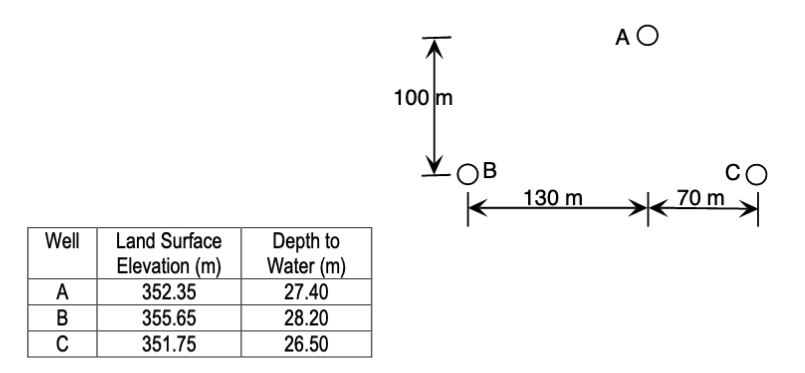 A
100 m
B
C
130 m
70 m
Well Land Surface Depth to
Elevation (m) Water (m)
A 352.35 27.40
B 355.65 28.20
C 351.75 26.50